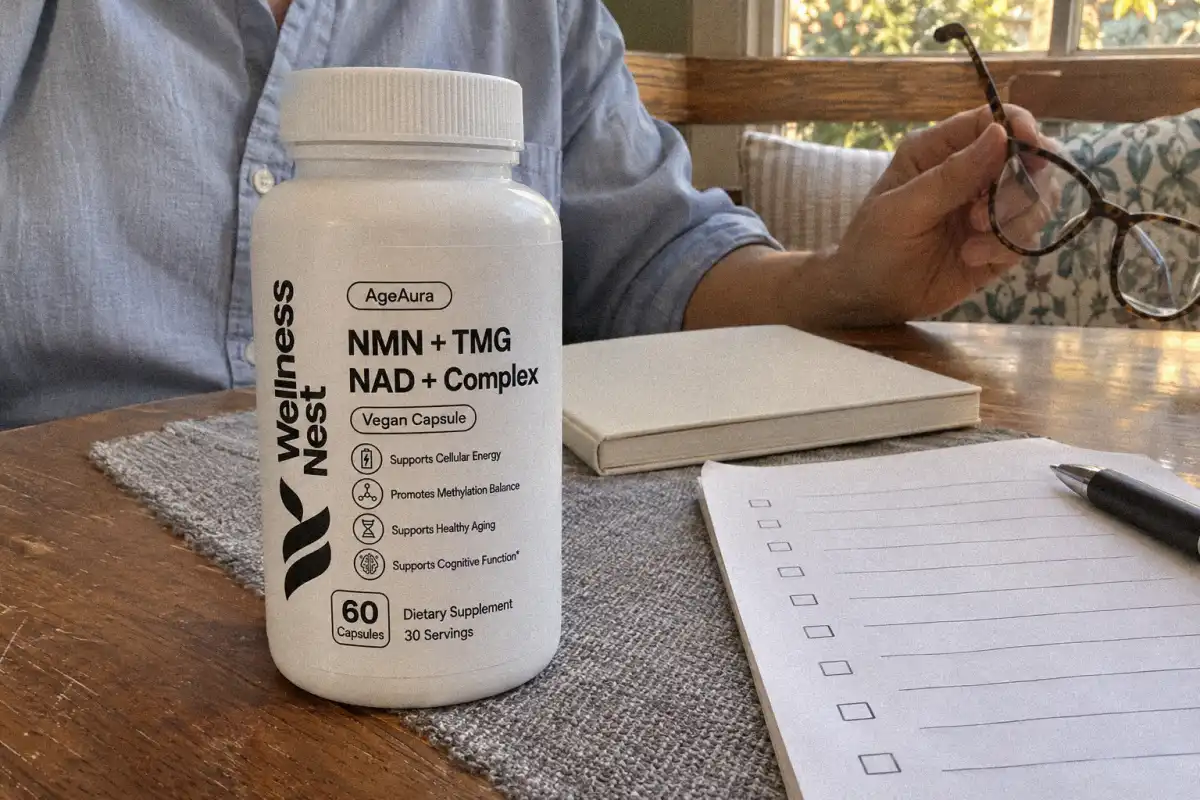 Wellness
Nest
AgeAura
NMN + TMG
NAD + Complex
Vegan Capsule
Supports Cellular Energy
Promotes Methylation Balance
Supports Healthy Aging
Supports Cognitive Function*
60
Capsules
Dietary Supplement
30 Servings